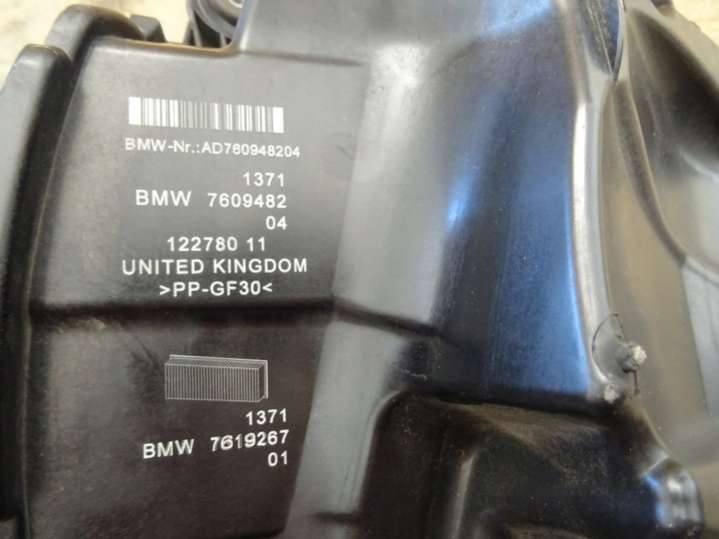 BMW-Nr.:AD760948204
1371
BMW 7609482
04
122780 11
UNITED KINGDOM
>PP-GF30<
1371
BMW 7619267
01